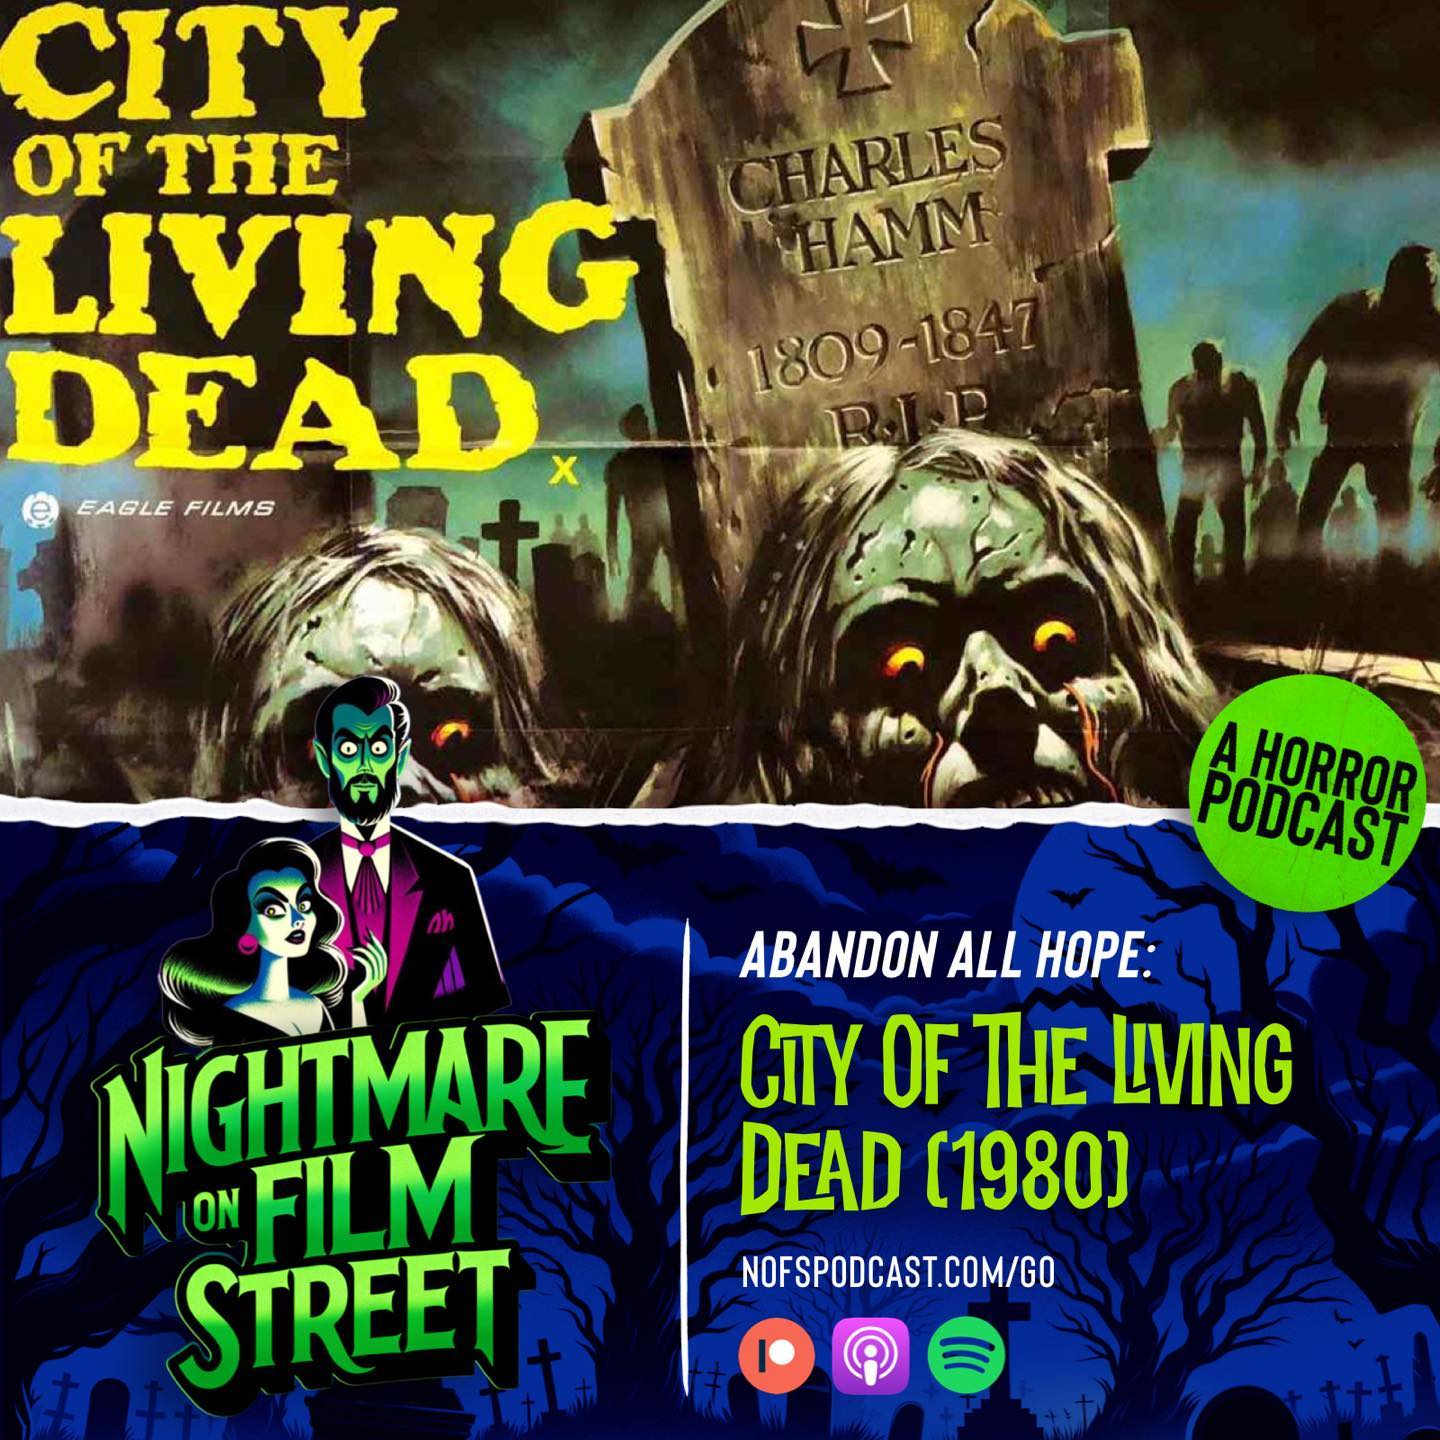 CITY
OF THE
LIVING
DEAD
X
e EAGLE FILMS
CHARLES
HAMM
1809-1847
R.I.P.
A HORROR
PODCAST
NIGHTMARE
ON FILM
STREET
ABANDON ALL HOPE:
CITY OF THE LIVING
DEAD (1980)
NOFSPODCAST.COM/GO